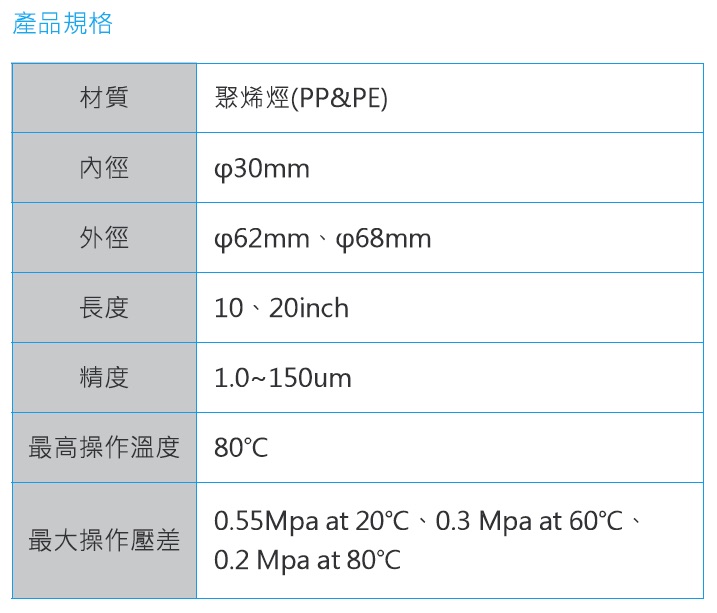 產品規格
材質 聚烯烴(PP&PE)
內徑 φ30mm
外徑 φ62mm、φ68mm
長度 10、20inch
精度 1.0~150um
最高操作溫度 80℃
最大操作壓差 0.55Mpa at 20℃、0.3 Mpa at 60℃、
0.2 Mpa at 80℃